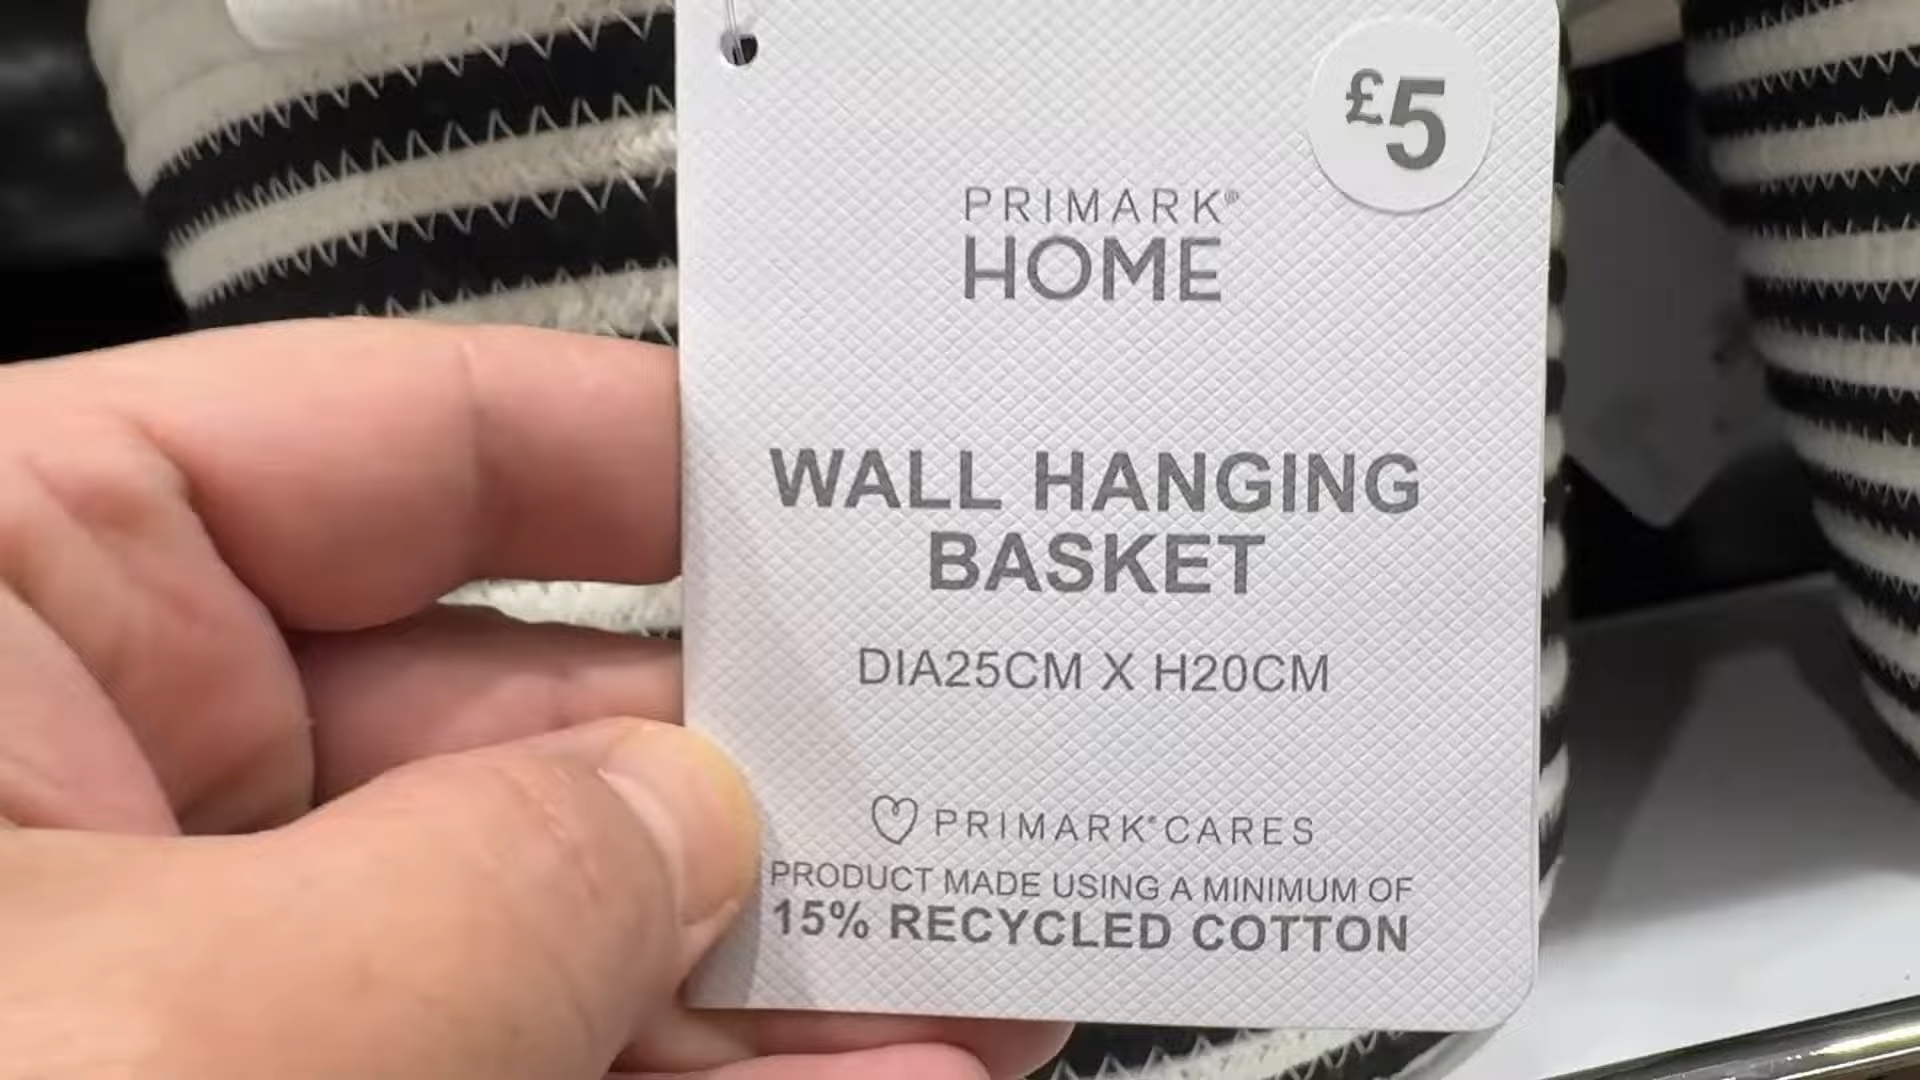 £5
PRIMARK®
HOME
WALL HANGING
BASKET
DIA25CM X H20CM
PRIMARK®CARES
PRODUCT MADE USING A MINIMUM OF
15% RECYCLED COTTON